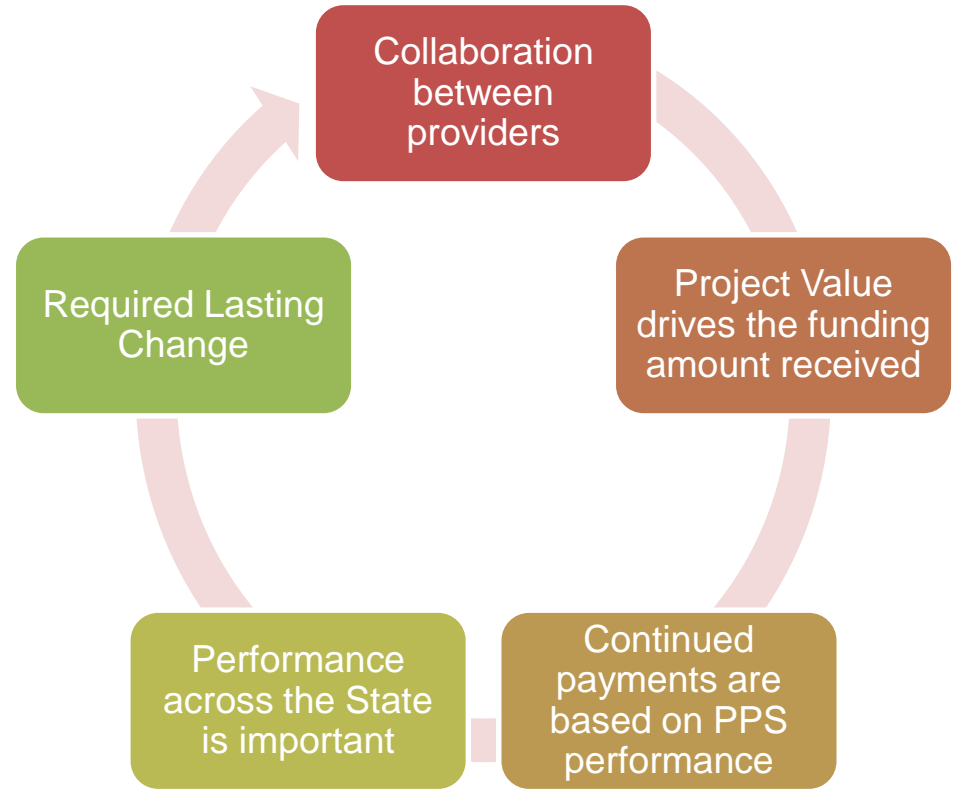 Collaboration
between
providers
Project Value
drives the funding
amount received
Continued
payments are
based on PPS
performance
Performance
across the State
is important
Required Lasting
Change